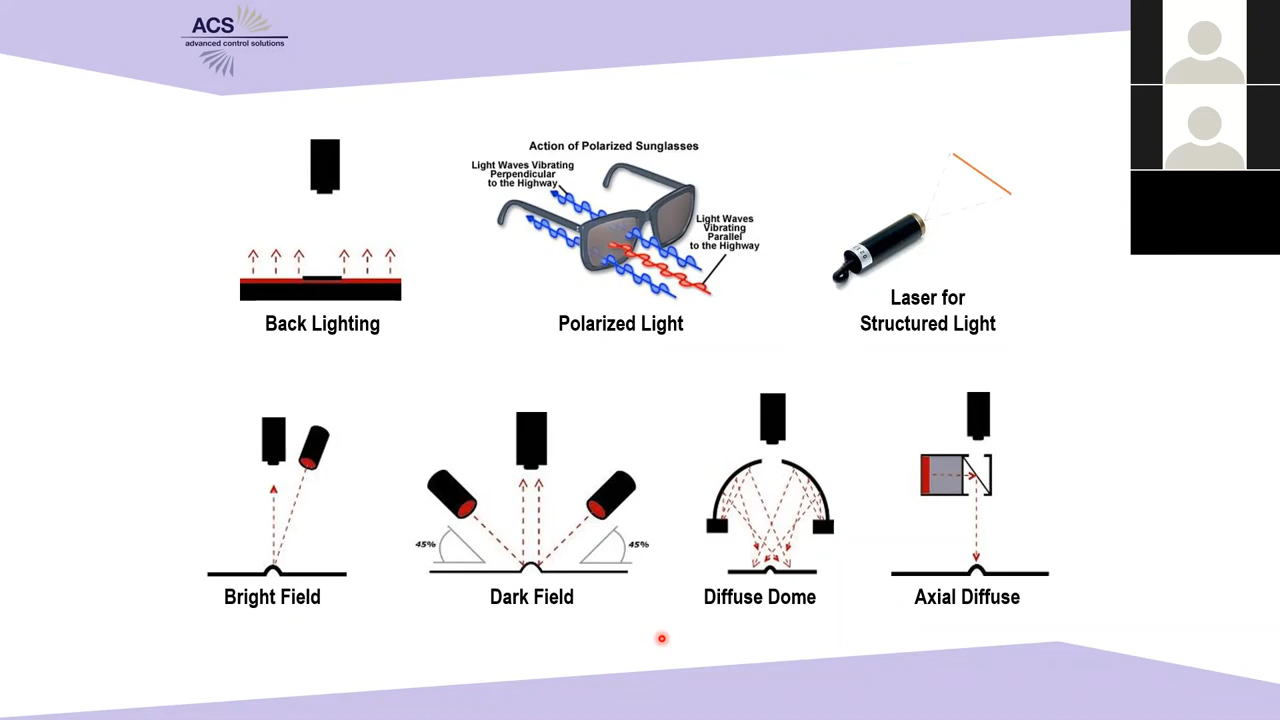 ACS
advanced control solutions
Action of Polarized Sunglasses
Light Waves Vibrating
Perpendicular
to the Highway
Light Waves
Vibrating
Parallel
to the Highway
Back Lighting
Polarized Light
Laser for
Structured Light
45%
45%
Bright Field
Dark Field
Diffuse Dome
Axial Diffuse